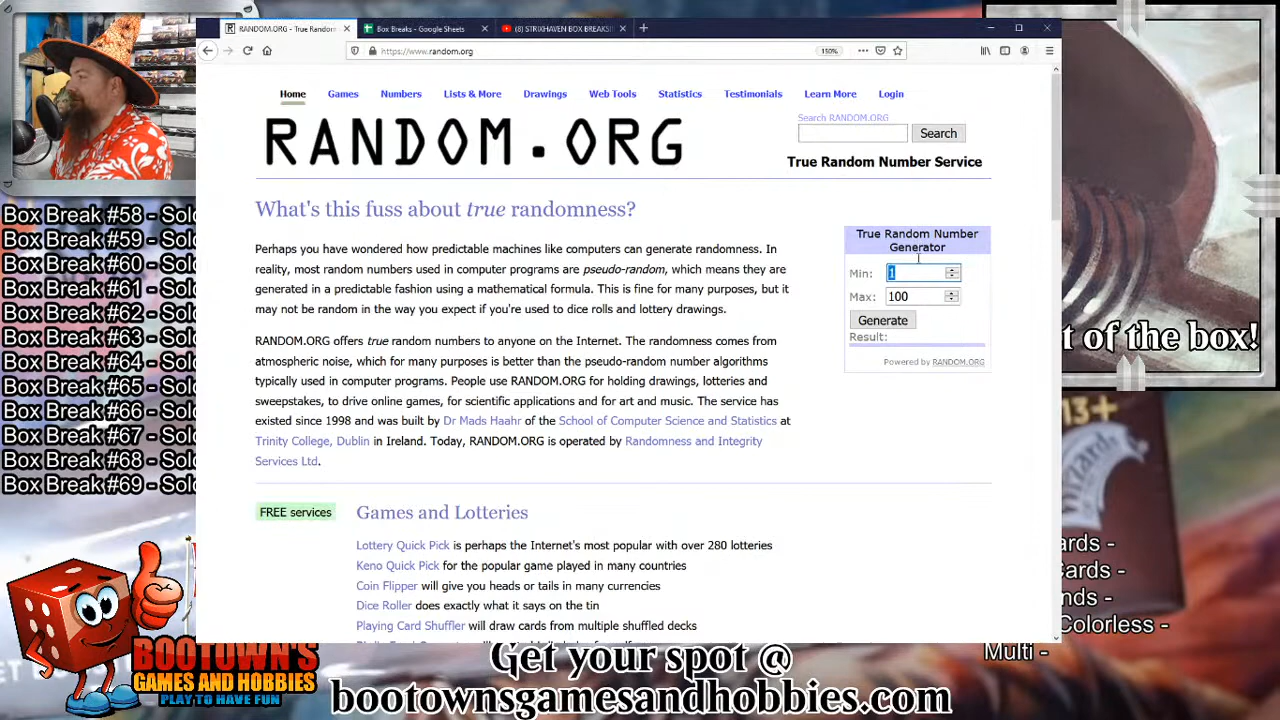 RANDOM.ORG - True Random
Box Breaks - Google Sheets
(8) STRIXHAVEN BOX BREAKS!
https://www.random.org
150%
Home
Games
Numbers
Lists & More
Drawings
Web Tools
Statistics
Testimonials
Learn More
Login
RANDOM.ORG
Search RANDOM.ORG
Search
True Random Number Service
What's this fuss about true randomness?
Perhaps you have wondered how predictable machines like computers can generate randomness. In
reality, most random numbers used in computer programs are pseudo-random, which means they are
generated in a predictable fashion using a mathematical formula. This is fine for many purposes, but it
may not be random in the way you expect if you're used to dice rolls and lottery drawings.
RANDOM.ORG offers true random numbers to anyone on the Internet. The randomness comes from
atmospheric noise, which for many purposes is better than the pseudo-random number algorithms
typically used in computer programs. People use RANDOM.ORG for holding drawings, lotteries and
sweepstakes, to drive online games, for scientific applications and for art and music. The service has
existed since 1998 and was built by Dr Mads Haahr of the School of Computer Science and Statistics at
Trinity College, Dublin in Ireland. Today, RANDOM.ORG is operated by Randomness and Integrity
Services Ltd.
True Random Number
Generator
Min: 1
Max: 100
Generate
Result:
Powered by RANDOM.ORG
FREE services
Games and Lotteries
Lottery Quick Pick is perhaps the Internet's most popular with over 280 lotteries
Keno Quick Pick for the popular game played in many countries
Coin Flipper will give you heads or tails in many currencies
Dice Roller does exactly what it says on the tin
Playing Card Shuffler will draw cards from multiple shuffled decks
Box Break #58 - Sol
Box Break #59 - Sol
Box Break #60 - Sol
Box Break #61 - Sol
Box Break #62 - Sol
Box Break #63 - Sol
Box Break #64 - Sol
Box Break #65 - Sol
Box Break #66 - Sol
Box Break #67 - Sol
Box Break #68 - Sol
Box Break #69 - Sol
t of the box!
13+
ards -
ards -
nds -
Colorless -
Multi -
BOOTOWN'S
GAMES AND HOBBIES
PLAY TO HAVE FUN
Get your spot @
bootownsgamesandhobbies.com